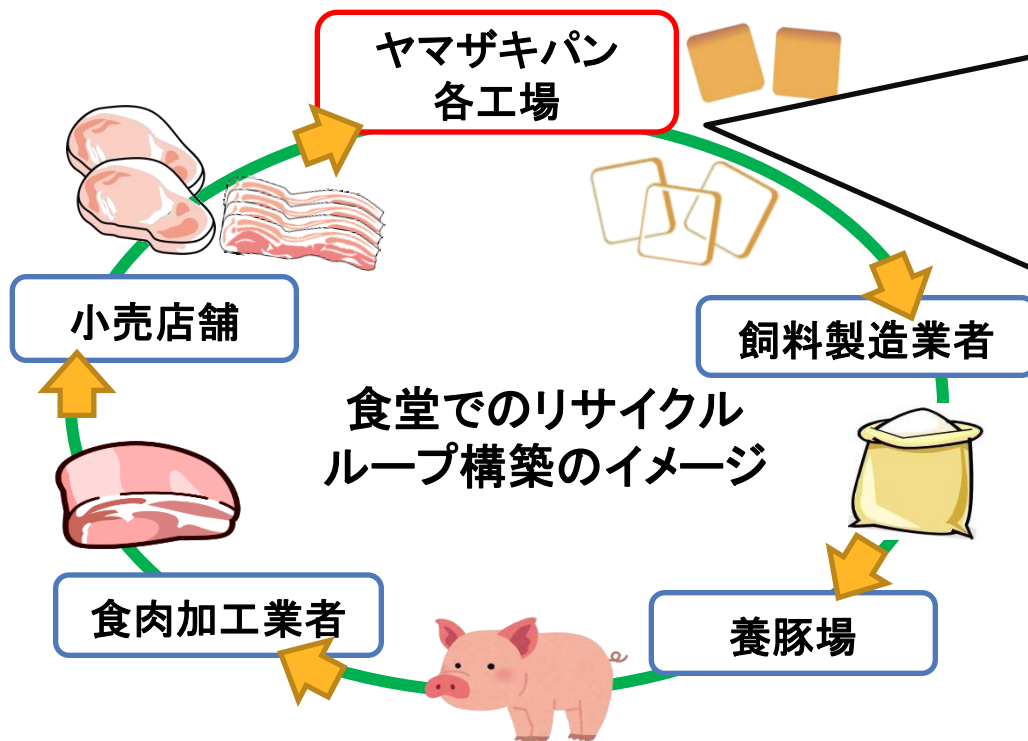 ヤマザキパン
各工場
小売店舗
飼料製造業者
食堂でのリサイクル
ループ構築のイメージ
食肉加工業者
養豚場